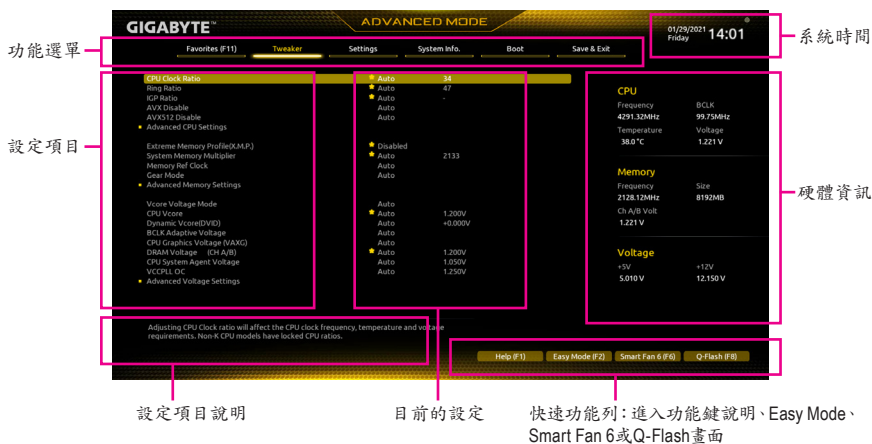 GIGABYTE™
ADVANCED MODE
01/29/2021
Friday
14:01
系統時間
功能選單
Favorites (F11) Tweaker Settings System Info. Boot Save & Exit
設定項目
CPU Clock Ratio Auto 34
Ring Ratio Auto 47
IGP Ratio Auto -
AVX Disable Auto
AVX512 Disable Auto
Advanced CPU Settings
Extreme Memory Profile(X.M.P.) Disabled
System Memory Multiplier Auto 2133
Memory Ref Clock Auto
Gear Mode Auto
Advanced Memory Settings
Vcore Voltage Mode Auto
CPU Vcore Auto 1.200V
Dynamic Vcore(DVID) Auto +0.000V
BCLK Adaptive Voltage Auto
CPU Graphics Voltage (VAXG) Auto
DRAM Voltage (CH A/B) Auto 1.200V
CPU System Agent Voltage Auto 1.050V
VCCPLL OC Auto 1.250V
Advanced Voltage Settings
CPU
Frequency BCLK
4291.32MHz 99.75MHz
Temperature Voltage
38.0 °C 1.221 V
Memory
Frequency Size
2128.12MHz 8192MB
Ch A/B Volt
1.221 V
Voltage
+5V +12V
5.010 V 12.150 V
硬體資訊
Adjusting CPU Clock ratio will affect the CPU clock frequency, temperature and voltage
requirements. Non-K CPU models have locked CPU ratios.
Help (F1) Easy Mode (F2) Smart Fan 6 (F6) Q-Flash (F8)
設定項目說明
目前的設定
快速功能列：進入功能鍵說明、Easy Mode、
Smart Fan 6或Q-Flash畫面